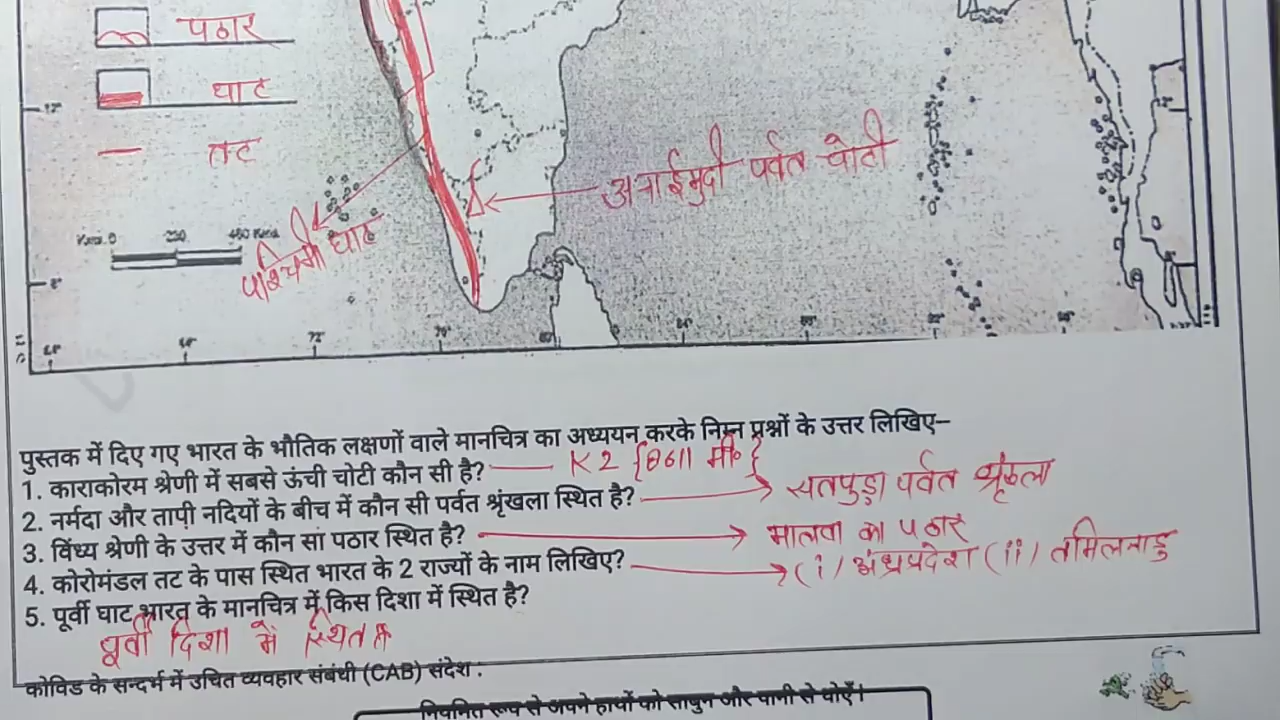 पठार
घाट
तट
अनाईमुदी पर्वत चोटी
पश्चिमी घाट
पुस्तक में दिए गए भारत के भौतिक लक्षणों वाले मानचित्र का अध्ययन करके निम्न प्रश्नों के उत्तर लिखिए–
1. काराकोरम श्रेणी में सबसे ऊंची चोटी कौन सी है? K2 {8611 मी०}
2. नर्मदा और तापी नदियों के बीच में कौन सी पर्वत श्रृंखला स्थित है? सतपुड़ा पर्वत श्रृंखला
3. विंध्य श्रेणी के उत्तर में कौन सा पठार स्थित है? मालवा का पठार
4. कोरोमंडल तट के पास स्थित भारत के 2 राज्यों के नाम लिखिए? (i) अंध्रप्रदेश (ii) तमिलनाडु
5. पूर्वी घाट भारत के मानचित्र में किस दिशा में स्थित है?
पूर्वी दिशा में स्थित
कोविड के सन्दर्भ में उचित व्यवहार संबंधी (CAB) संदेश :
नियमित रूप से अपने हाथों को साबुन और पानी से धोएँ।